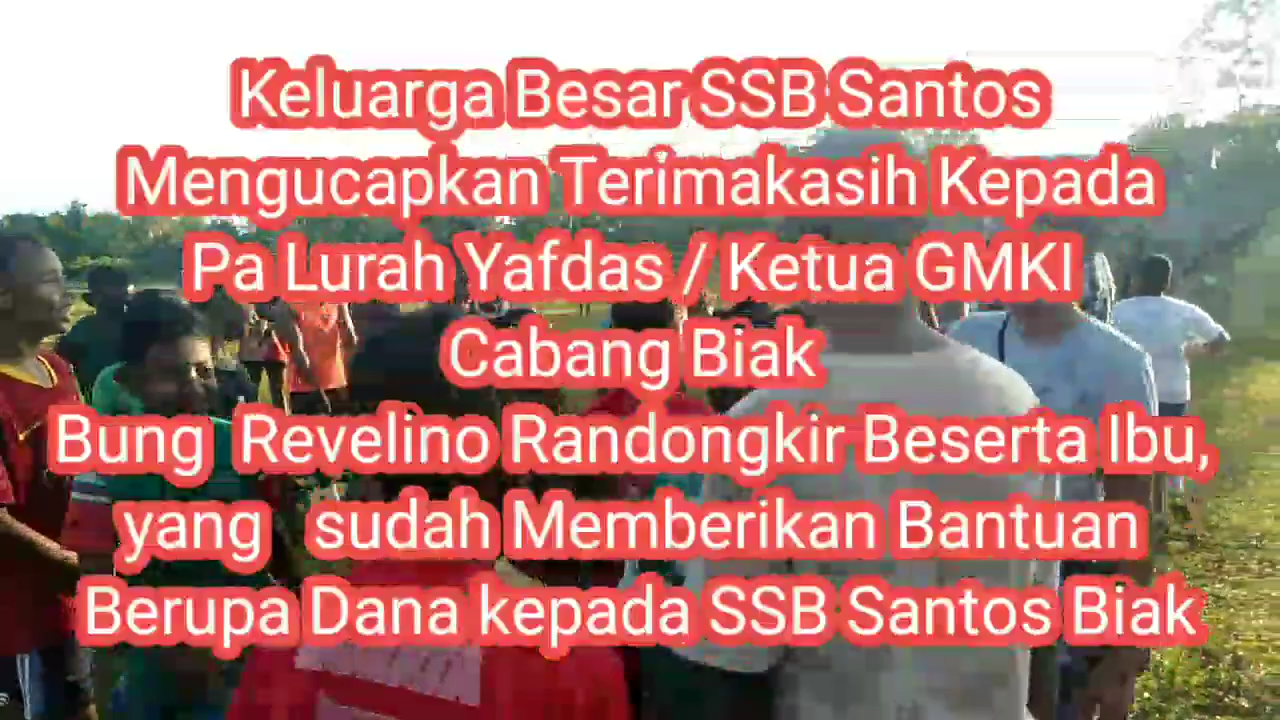 Keluarga Besar SSB Santos
Mengucapkan Terimakasih Kepada
Pa Lurah Yafdas / Ketua GMKI
Cabang Biak
Bung Revelino Randongkir Beserta Ibu,
yang sudah Memberikan Bantuan
Berupa Dana kepada SSB Santos Biak